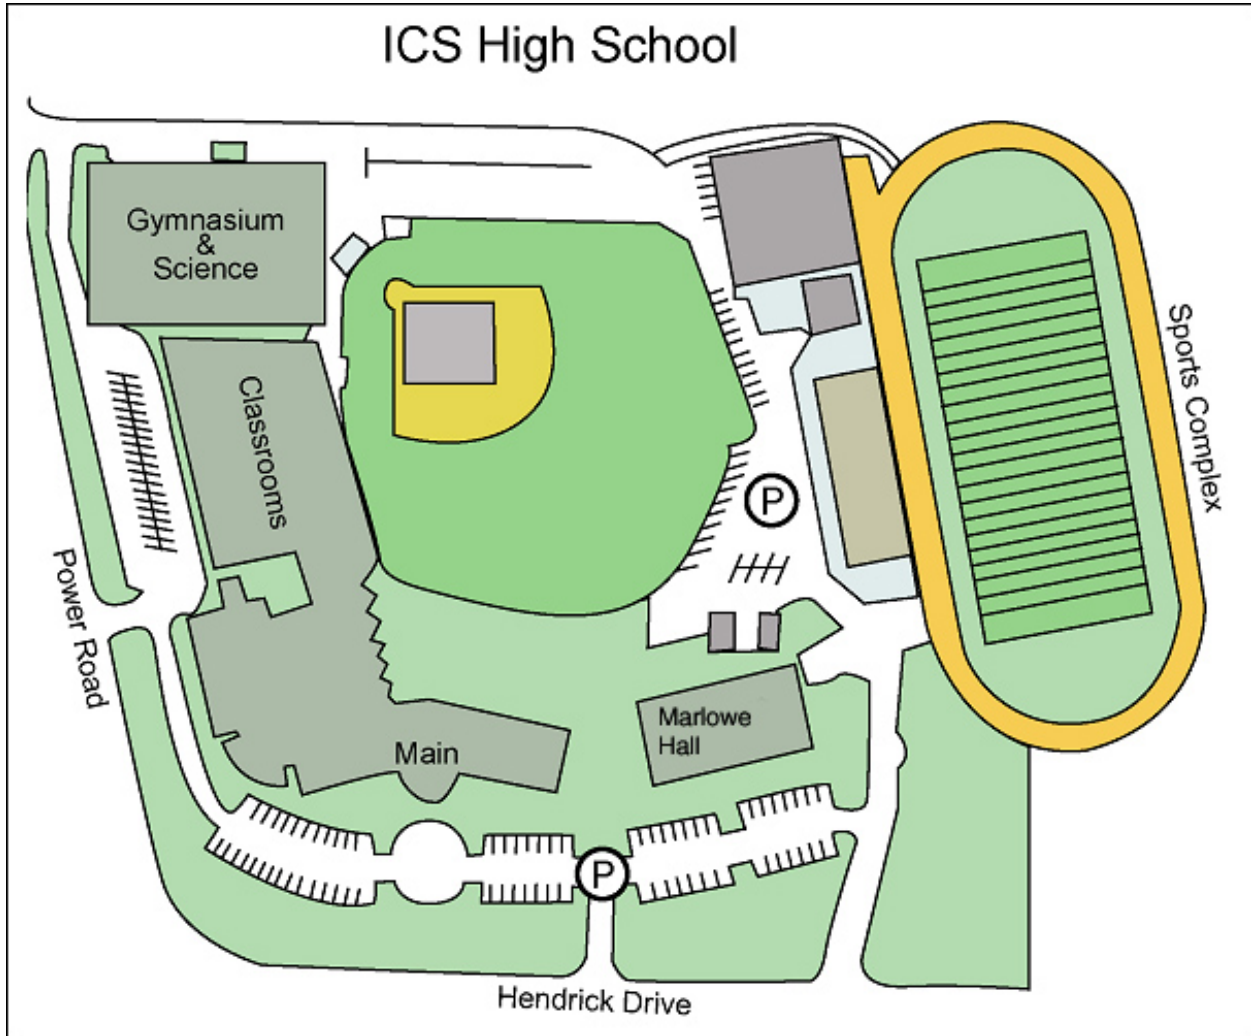 ICS High School
Gymnasium
&
Science
Classrooms
Sports Complex
P
Power Road
Marlowe
Hall
Main
P
Hendrick Drive